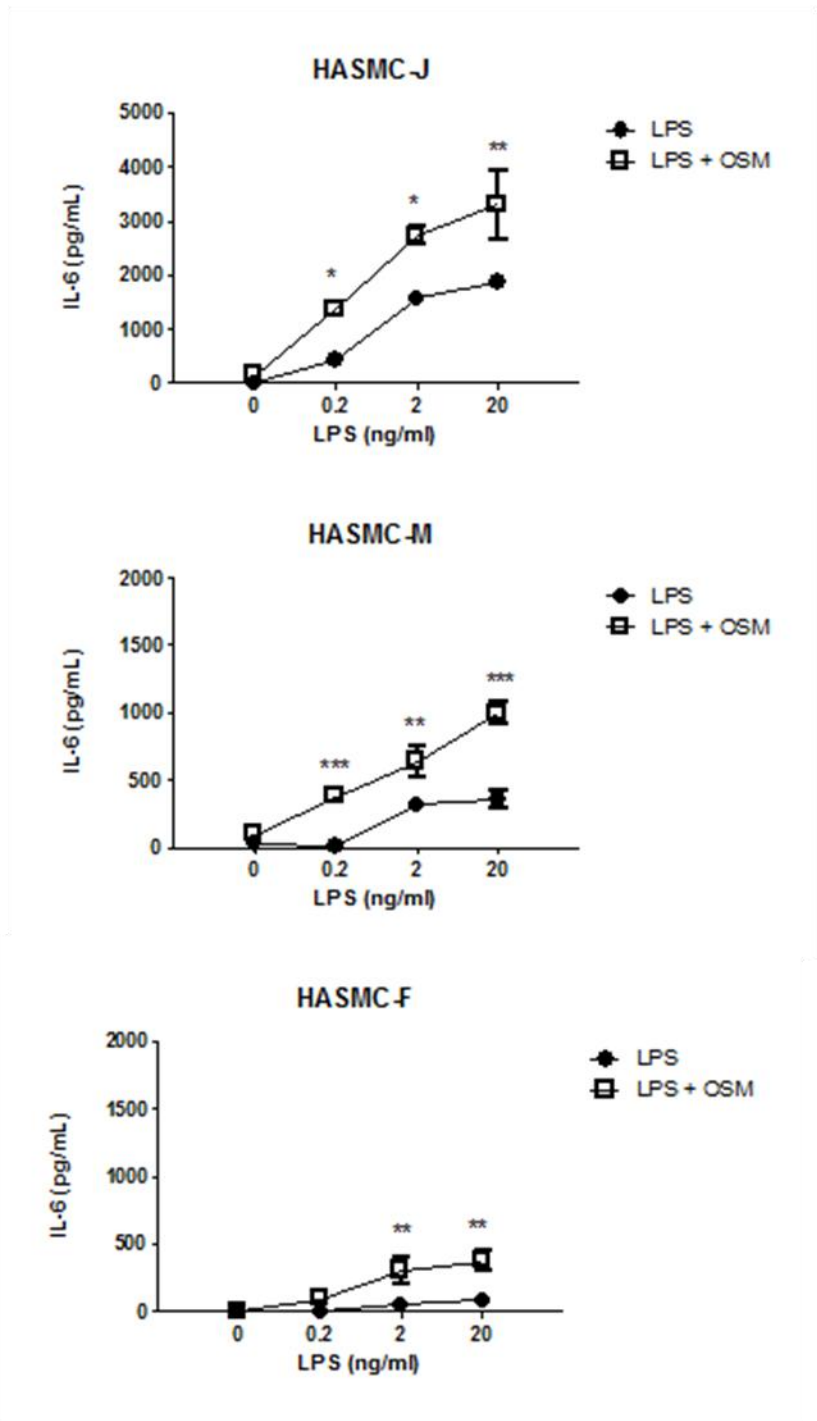 HASMC-J
5000
4000
3000
2000
1000
0
IL-6 (pg/mL)
*
*
**
LPS
LPS + OSM
0 0.2 2 20
LPS (ng/ml)
HASMC-M
2000
1500
1000
500
0
IL-6 (pg/mL)
***
**
***
LPS
LPS + OSM
0 0.2 2 20
LPS (ng/ml)
HASMC-F
2000
1500
1000
500
0
IL-6 (pg/mL)
**
**
LPS
LPS + OSM
0 0.2 2 20
LPS (ng/ml)